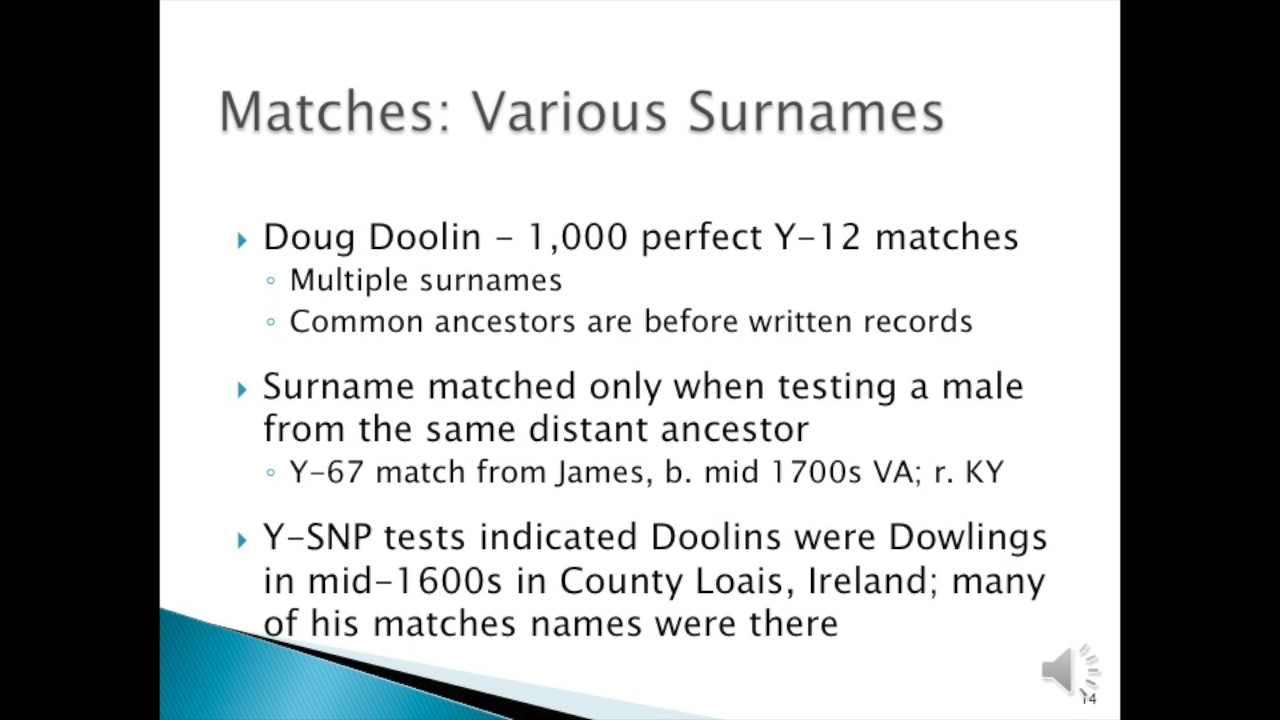 Matches: Various Surnames
Doug Doolin – 1,000 perfect Y-12 matches
Multiple surnames
Common ancestors are before written records
Surname matched only when testing a male
from the same distant ancestor
Y-67 match from James, b. mid 1700s VA; r. KY
Y-SNP tests indicated Doolins were Dowlings
in mid-1600s in County Loais, Ireland; many
of his matches names were there
14